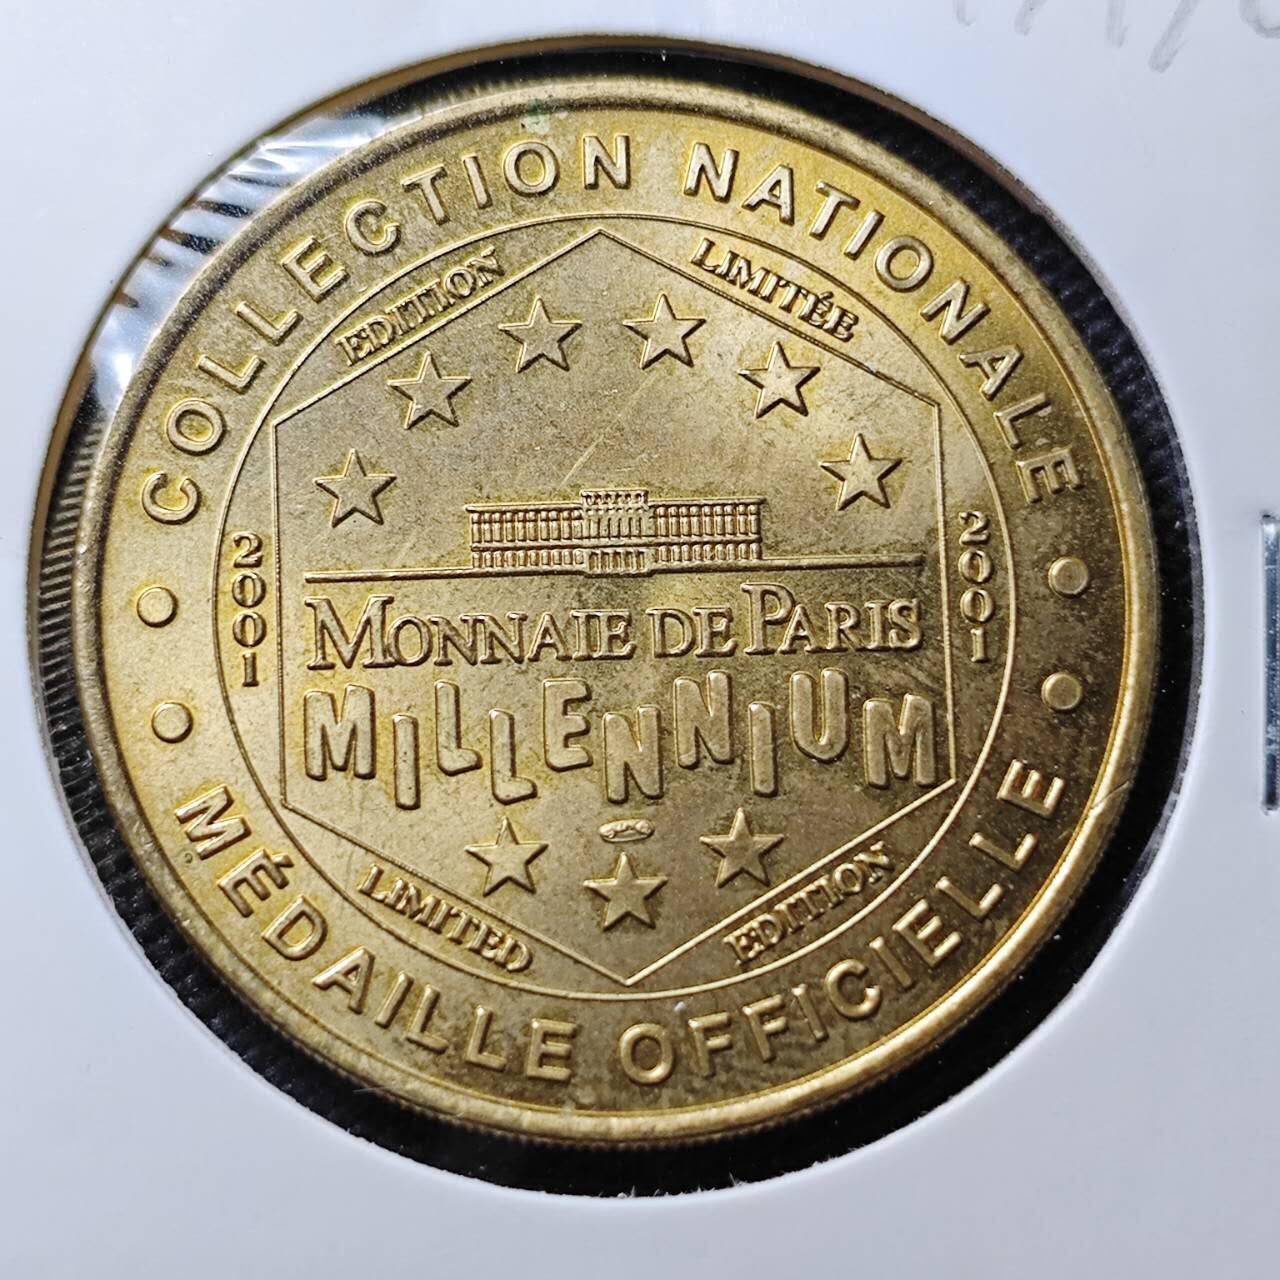 COLLECTION NATIONALE
EDITION LIMITÉE
2001
2001
MONNAIE DE PARIS
MILLENNIUM
LIMITED EDITION
MÉDAILLE OFFICIELLE